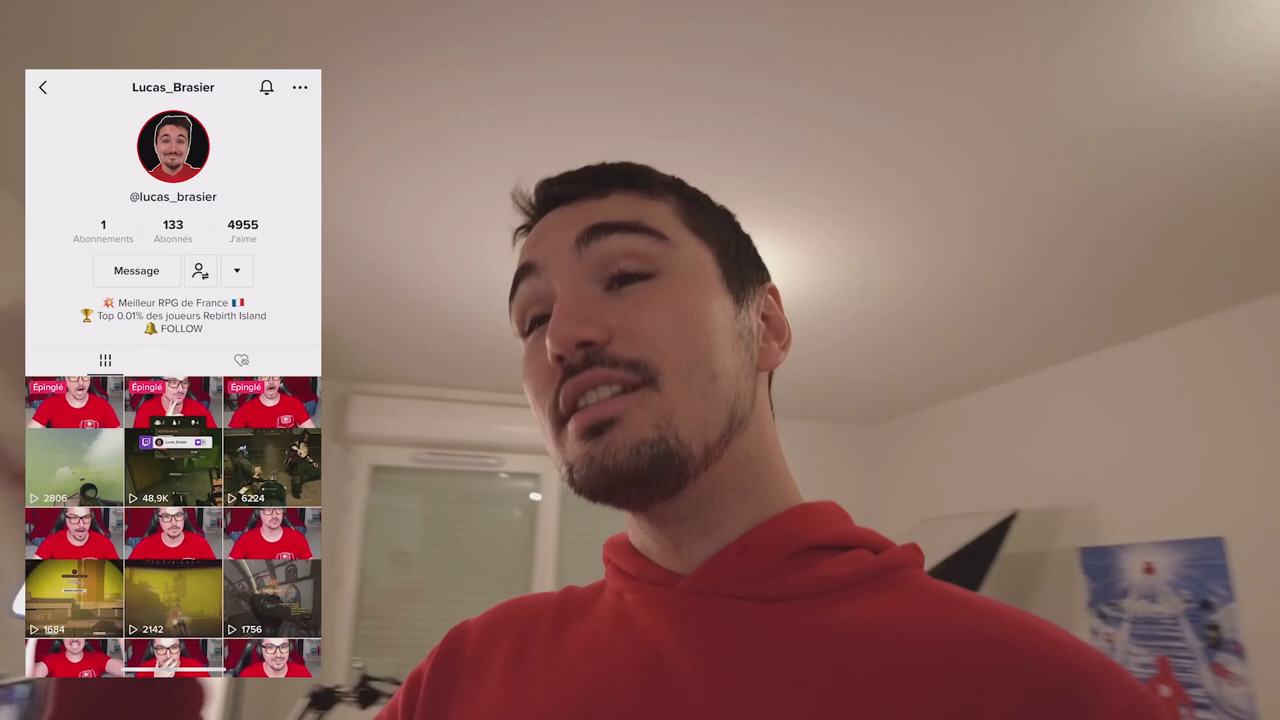 Lucas_Brasier
@lucas_brasier
1 133 4955
Abonnements Abonnés J'aime
Message
💥 Meilleur RPG de France 🇫🇷
🏆 Top 0.01% des joueurs Rebirth Island
🔔 FOLLOW
Épinglé Épinglé Épinglé
2806 48,9K 6224
1684 2142 1756